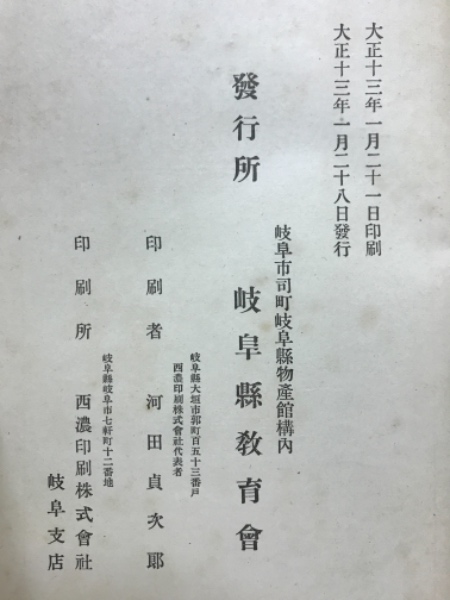 大正十三年一月二十一日印刷
大正十三年一月二十八日發行
岐阜市司町岐阜縣物產館構內
發行所 岐阜縣教育會
岐阜縣大垣市郭町百五十三番戶
西濃印刷株式會社代表者
印刷者 河田貞次郎
岐阜縣岐阜市七軒町十二番地
印刷所 西濃印刷株式會社
岐阜支店